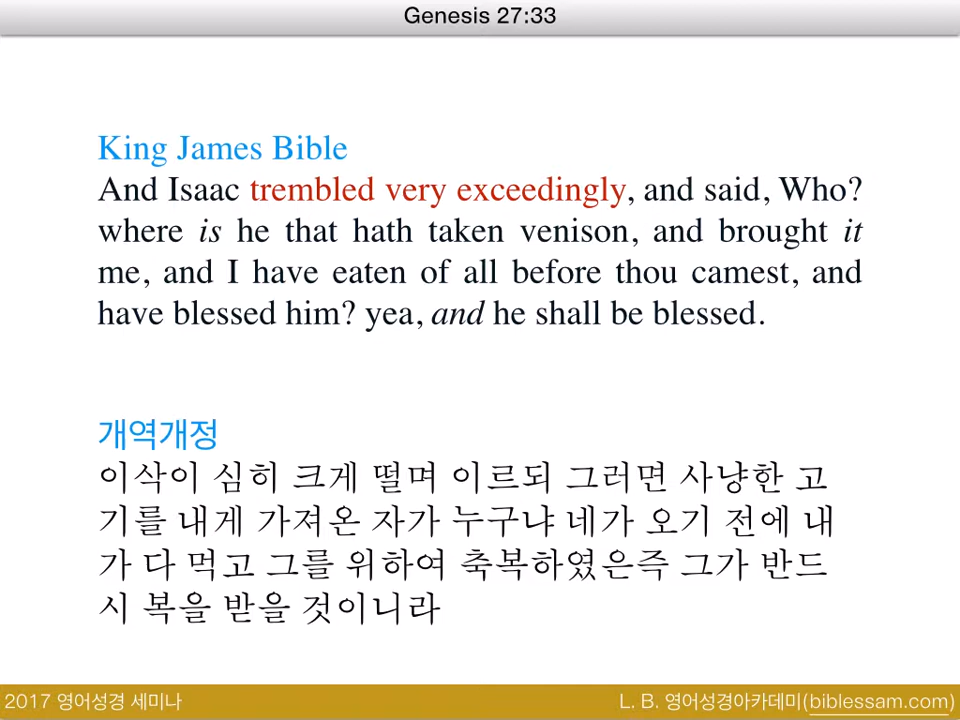 Genesis 27:33
King James Bible
And Isaac trembled very exceedingly, and said, Who?
where is he that hath taken venison, and brought it
me, and I have eaten of all before thou camest, and
have blessed him? yea, and he shall be blessed.
개역개정
이삭이 심히 크게 떨며 이르되 그러면 사냥한 고
기를 내게 가져온 자가 누구냐 네가 오기 전에 내
가 다 먹고 그를 위하여 축복하였은즉 그가 반드
시 복을 받을 것이니라
2017 영어성경 세미나
L. B. 영어성경아카데미(biblessam.com)